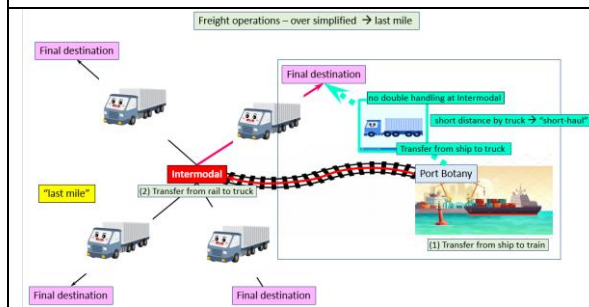 Freight operations – over simplified → last mile
Final destination
Final destination
no double handling at Intermodal
short distance by truck → "short-haul"
Transfer from ship to truck
Intermodal
Port Botany
"last mile"
(2) Transfer from rail to truck
(1) Transfer from ship to train
Final destination
Final destination